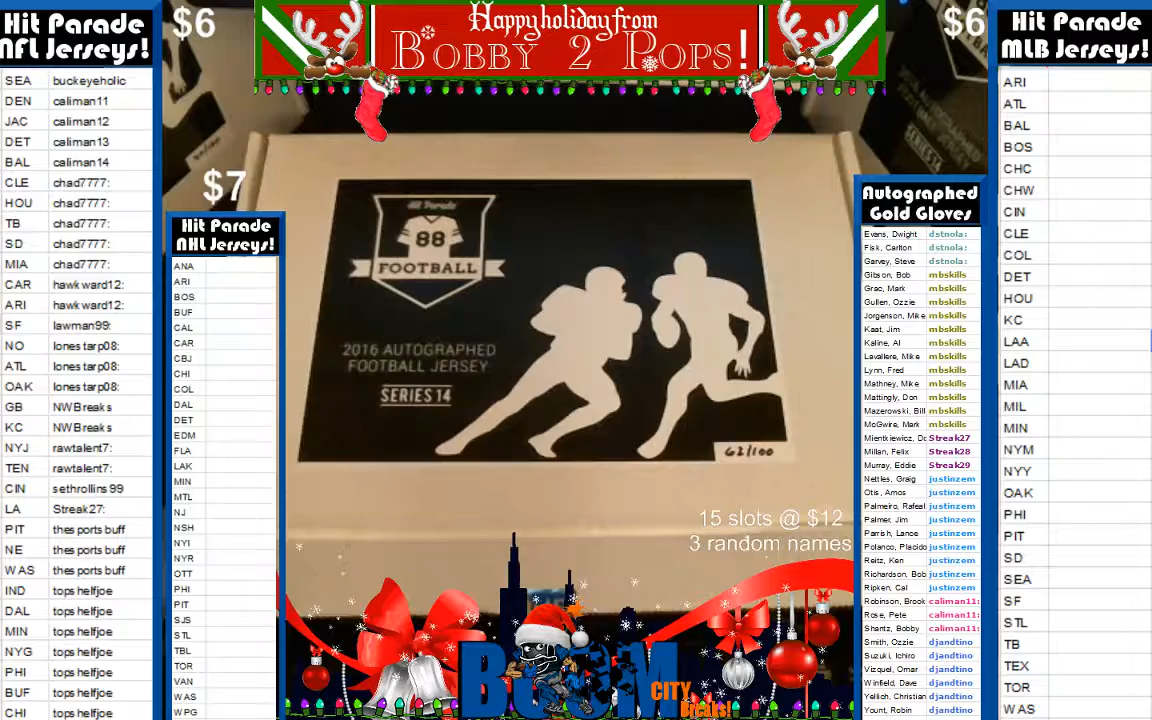 Hit Parade
NFL Jerseys!
SEA buckeyeholic
DEN caliman11
JAC caliman12
DET caliman13
BAL caliman14
CLE chad7777:
HOU chad7777:
TB chad7777:
SD chad7777:
MIA chad7777:
CAR hawkward12:
ARI hawkward12:
SF lawman99:
NO lonestarp08:
ATL lonestarp08:
OAK lonestarp08:
GB NWBreaks
KC NWBreaks
NYJ rawtalent7:
TEN rawtalent7:
CIN sethrollins99
LA Streak27:
PIT thesportsbuff
NE thesportsbuff
WAS thesportsbuff
IND topshelfjoe
DAL topshelfjoe
MIN topshelfjoe
NYG topshelfjoe
PHI topshelfjoe
BUF topshelfjoe
CHI topshelfjoe
$6
$7
Hit Parade
NHL Jerseys!
ANA
ARI
BOS
BUF
CAL
CAR
CBJ
CHI
COL
DAL
DET
EDM
FLA
LAK
MIN
MTL
NJ
NSH
NYI
NYR
OTT
PHI
PIT
SJS
STL
TBL
TOR
VAN
WAS
WPG
Happy holiday from
BOBBY 2 POPS!
Hit Parade
88
FOOTBALL
2016 AUTOGRAPHED
FOOTBALL JERSEY
SERIES 14
62/100
15 slots @ $12
3 random names
BOOM
CITY
Breaks!
$6
Autographed
Gold Gloves
Evans, Dwight dstnola:
Fisk, Carlton dstnola:
Garvey, Steve dstnola:
Gibson, Bob mbskills
Grac, Mark mbskills
Gullen, Ozzie mbskills
Jorgenson, Mike mbskills
Kaat, Jim mbskills
Kaline, Al mbskills
Lavallere, Mike mbskills
Lynn, Fred mbskills
Mathney, Mike mbskills
Mattingly, Don mbskills
Mazerowski, Bill mbskills
McGwire, Mark mbskills
Mientkiewicz, Dc Streak27
Millan, Felix Streak28
Murray, Eddie Streak29
Nettles, Graig justinzem
Otis, Amos justinzem
Palmeiro, Rafeal justinzem
Palmer, Jim justinzem
Parrish, Lance justinzem
Polanco, Placido justinzem
Reitz, Ken justinzem
Richardson, Bob justinzem
Ripken, Cal justinzem
Robinson, Brook caliman11:
Rose, Pete caliman11:
Shantz, Bobby caliman11:
Smith, Ozzie djandtino
Suzuki, Ichiro djandtino
Vizquel, Omar djandtino
Winfield, Dave djandtino
Yellich, Christian djandtino
Yount, Robin djandtino
Hit Parade
MLB Jerseys!
ARI
ATL
BAL
BOS
CHC
CHW
CIN
CLE
COL
DET
HOU
KC
LAA
LAD
MIA
MIL
MIN
NYM
NYY
OAK
PHI
PIT
SD
SEA
SF
STL
TB
TEX
TOR
WAS